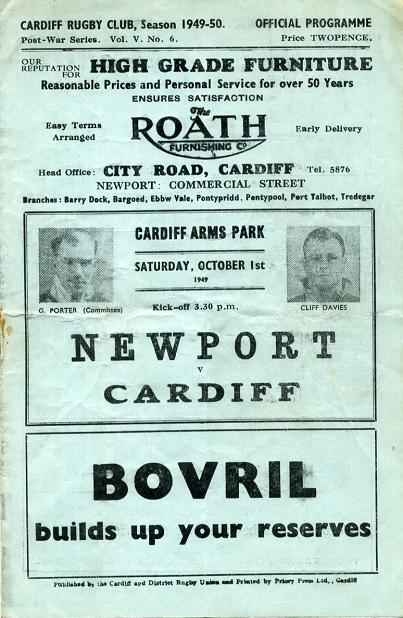 CARDIFF RUGBY CLUB, Season 1949-50. OFFICIAL PROGRAMME
Post-War Series. Vol. V. No. 6. Price TWOPENCE,
OUR REPUTATION FOR HIGH GRADE FURNITURE
Reasonable Prices and Personal Service for over 50 Years
ENSURES SATISFACTION
Easy Terms Arranged
The
ROATH
FURNISHING Co
Early Delivery
Head Office: CITY ROAD, CARDIFF Tel. 5876
NEWPORT: COMMERCIAL STREET
Branches: Barry Dock, Bargoed, Ebbw Vale, Pontypridd, Pontypool, Port Talbot, Tredegar
CARDIFF ARMS PARK
SATURDAY, OCTOBER 1st
1949
G. PORTER (Committee)
Kick-off 3.30 p.m.
CLIFF DAVIES
NEWPORT
v
CARDIFF
BOVRIL
builds up your reserves
Published by the Cardiff and District Rugby Union and Printed by Priory Press Ltd., Cardiff